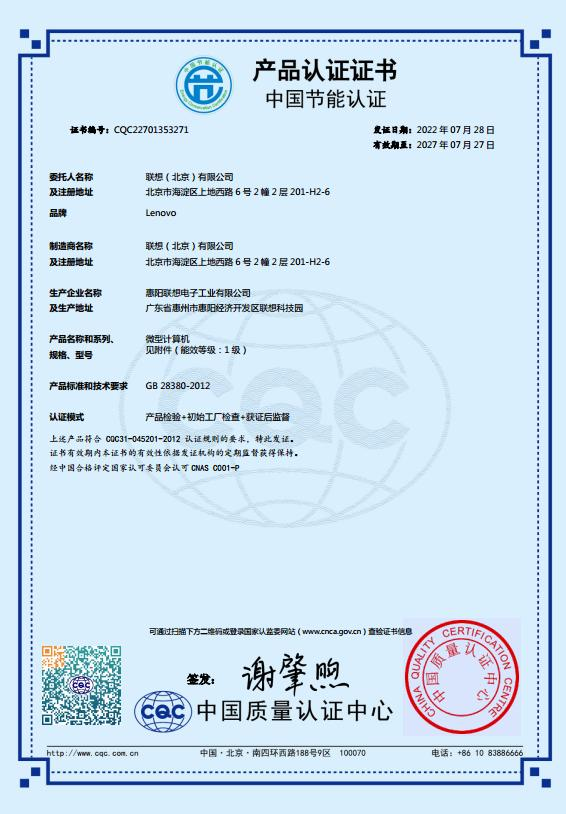 中国节能认证
产品认证证书
中国节能认证
证书编号：CQC22701353271
发证日期：2022 年 07 月 28 日
有效期至：2027 年 07 月 27 日
委托人名称 联想（北京）有限公司
及注册地址 北京市海淀区上地西路 6 号 2 幢 2 层 201-H2-6
品牌 Lenovo
制造商名称 联想（北京）有限公司
及注册地址 北京市海淀区上地西路 6 号 2 幢 2 层 201-H2-6
生产企业名称 惠阳联想电子工业有限公司
及生产地址 广东省惠州市惠阳经济开发区联想科技园
产品名称和系列、 微型计算机
规格、型号 见附件（能效等级：1 级）
产品标准和技术要求 GB 28380-2012
认证模式 产品检验+初始工厂检查+获证后监督
上述产品符合 CQC31-045201-2012 认证规则的要求，特此发证。
证书有效期内本证书的有效性依据发证机构的定期监督获得保持。
经中国合格评定国家认可委员会认可 CNAS C001-P
CQC
可通过扫描下方二维码或登录国家认监委网站（www.cnca.gov.cn）查验证书信息
CQC
签发：
谢肇煦
CQC 中国质量认证中心
CHINA QUALITY CERTIFICATION CENTRE
中国质量认证中心
http://www.cqc.com.cn 中国·北京·南四环西路188号9区 100070 电话：+86 10 83886666